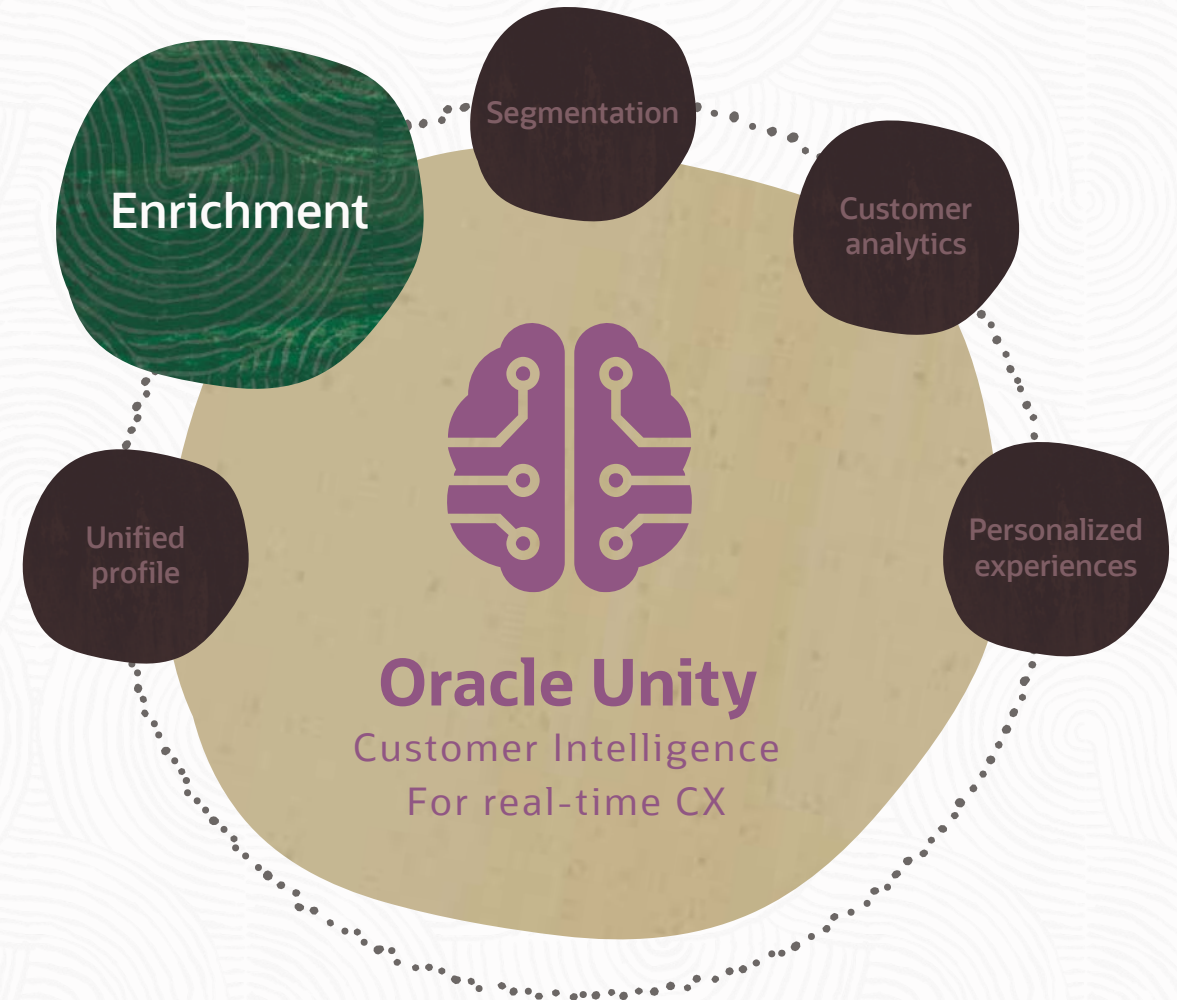 Segmentation
Enrichment
Customer
analytics
Unified
profile
Personalized
experiences
Oracle Unity
Customer Intelligence
For real-time CX